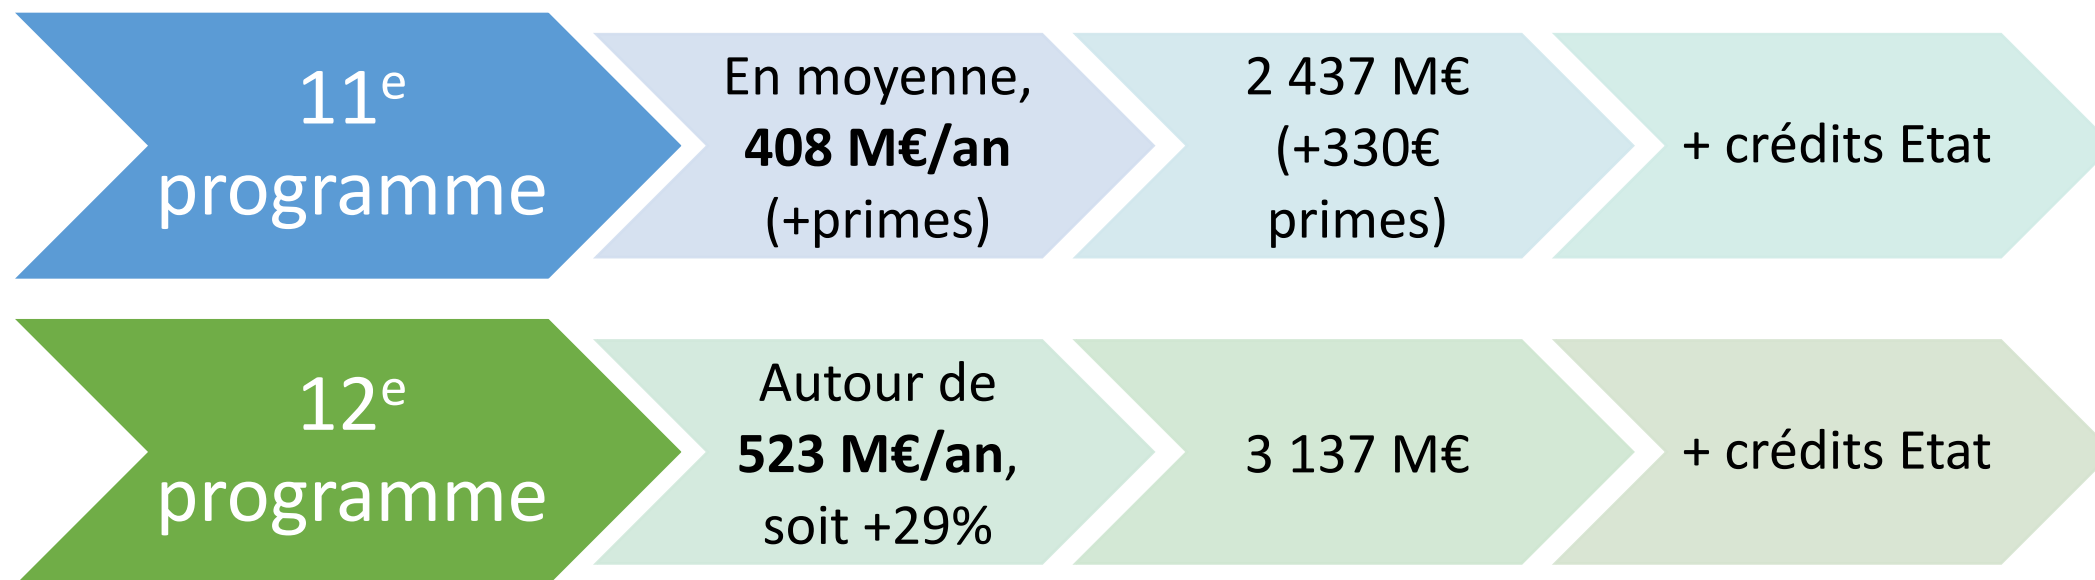 11e
programme
En moyenne,
408 M€/an
(+primes)
2 437 M€
(+330€
primes)
+ crédits Etat
12e
programme
Autour de
523 M€/an,
soit +29%
3 137 M€
+ crédits Etat